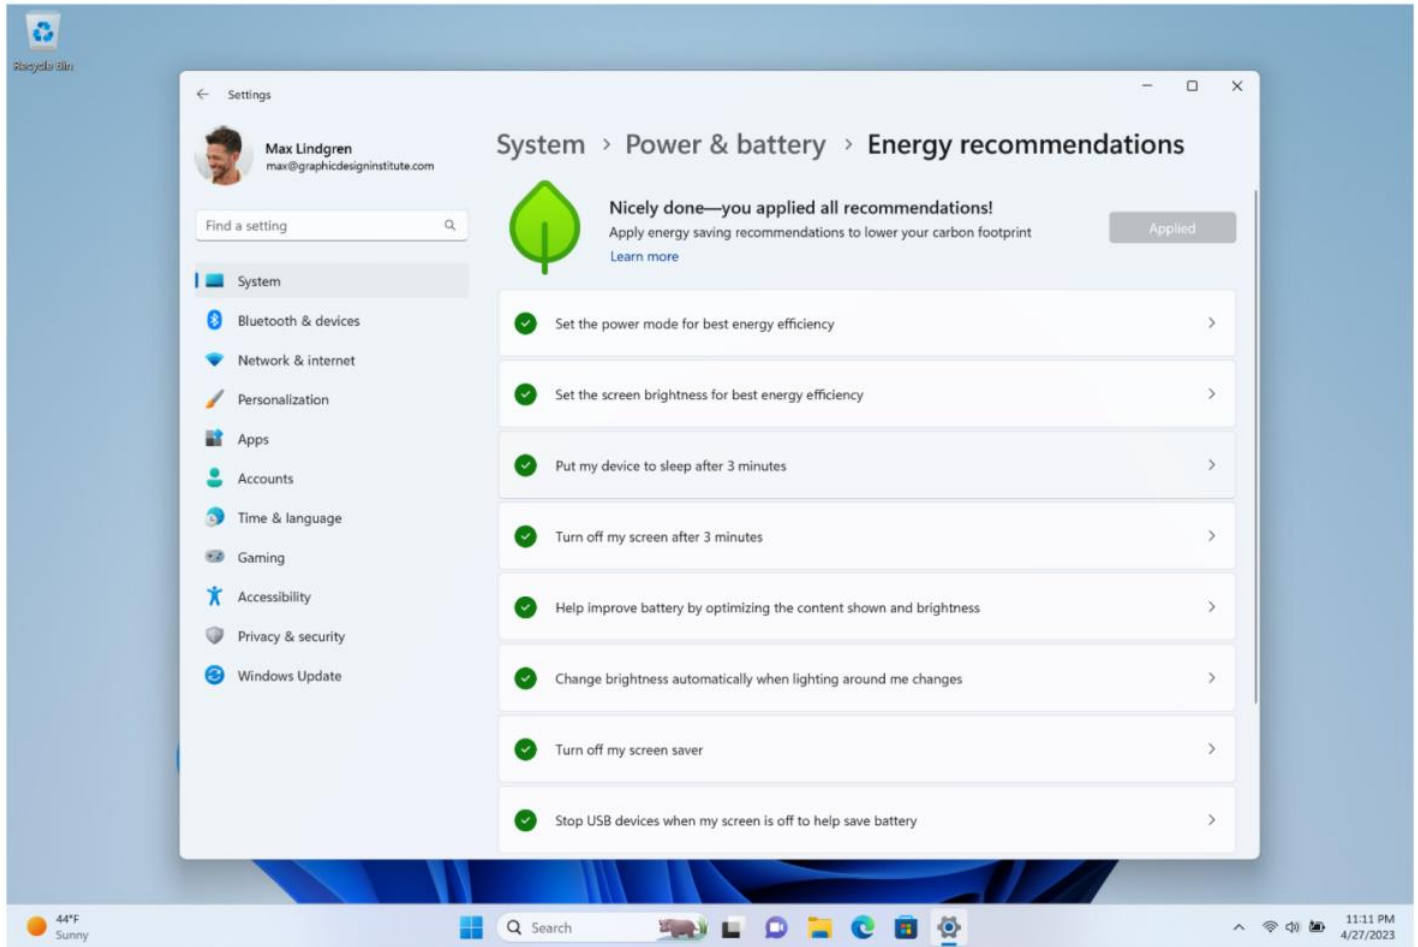 Recycle Bin
Settings
Max Lindgren
max@graphicdesigninstitute.com
Find a setting
System
Bluetooth & devices
Network & internet
Personalization
Apps
Accounts
Time & language
Gaming
Accessibility
Privacy & security
Windows Update
System > Power & battery > Energy recommendations
Nicely done—you applied all recommendations!
Apply energy saving recommendations to lower your carbon footprint
Learn more
Applied
Set the power mode for best energy efficiency
Set the screen brightness for best energy efficiency
Put my device to sleep after 3 minutes
Turn off my screen after 3 minutes
Help improve battery by optimizing the content shown and brightness
Change brightness automatically when lighting around me changes
Turn off my screen saver
Stop USB devices when my screen is off to help save battery
44°F
Sunny
Search
11:11 PM
4/27/2023